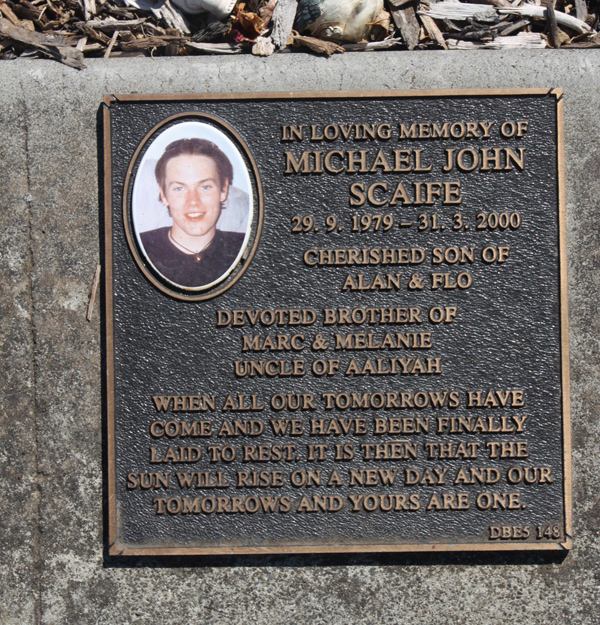 IN LOVING MEMORY OF
MICHAEL JOHN
SCAIFE
29. 9. 1979 – 31. 3. 2000
CHERISHED SON OF
ALAN & FLO
DEVOTED BROTHER OF
MARC & MELANIE
UNCLE OF AALIYAH
WHEN ALL OUR TOMORROWS HAVE
COME AND WE HAVE BEEN FINALLY
LAID TO REST. IT IS THEN THAT THE
SUN WILL RISE ON A NEW DAY AND OUR
TOMORROWS AND YOURS ARE ONE.
DBE5 148